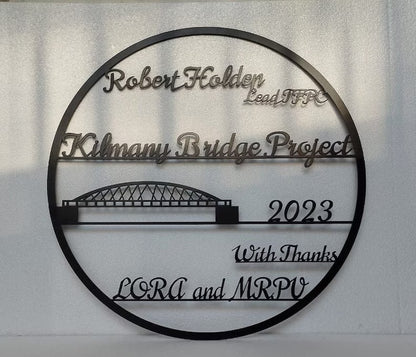 Robert Holden
Lead TFPC
Kilmany Bridge Project
2023
With Thanks
LORA and MRPV